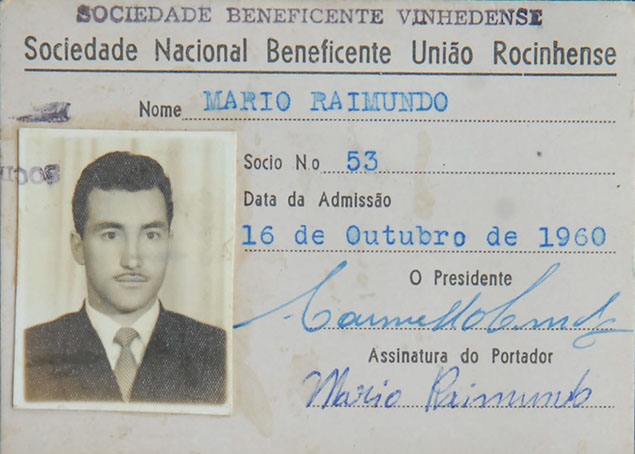 SOCIEDADE BENEFICENTE VINHEDENSE
Sociedade Nacional Beneficente União Rocinhense
Nome MARIO RAIMUNDO
Socio N.o 53
Data da Admissão
16 de Outubro de 1960
O Presidente
Assinatura do Portador
Mario Raimundo